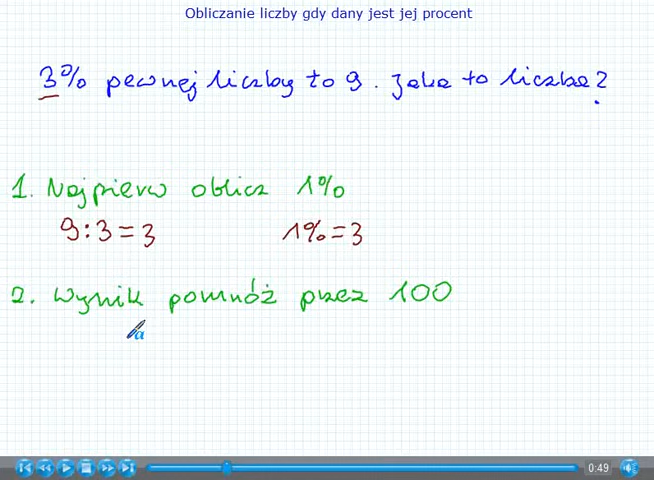 Obliczanie liczby gdy dany jest jej procent
3% pewnej liczby to 9. Jaka to liczba?
1. Najpierw oblicz 1%
9:3=3 1%=3
2. Wynik pomnóż przez 100
0:49